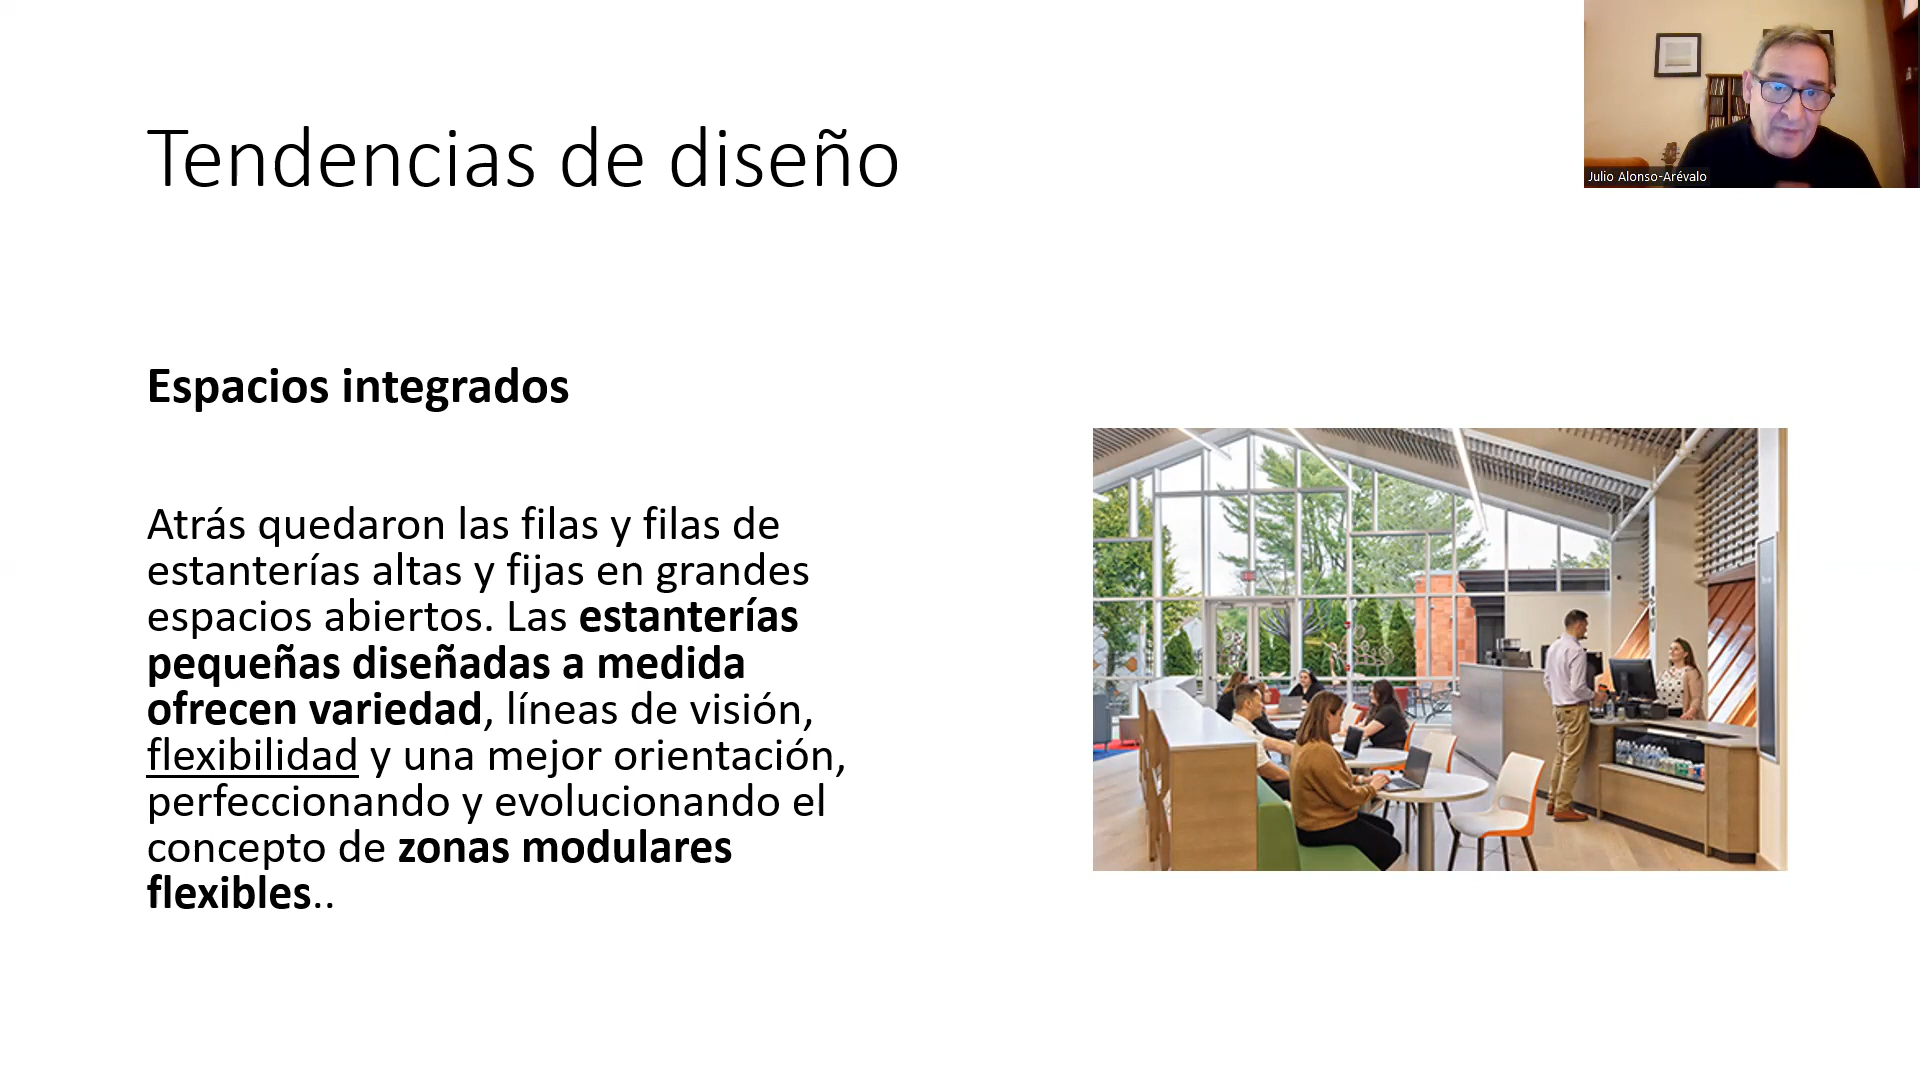 Tendencias de diseño
Julio Alonso-Arévalo
Espacios integrados
Atrás quedaron las filas y filas de
estanterías altas y fijas en grandes
espacios abiertos. Las estanterías
pequeñas diseñadas a medida
ofrecen variedad, líneas de visión,
flexibilidad y una mejor orientación,
perfeccionando y evolucionando el
concepto de zonas modulares
flexibles..